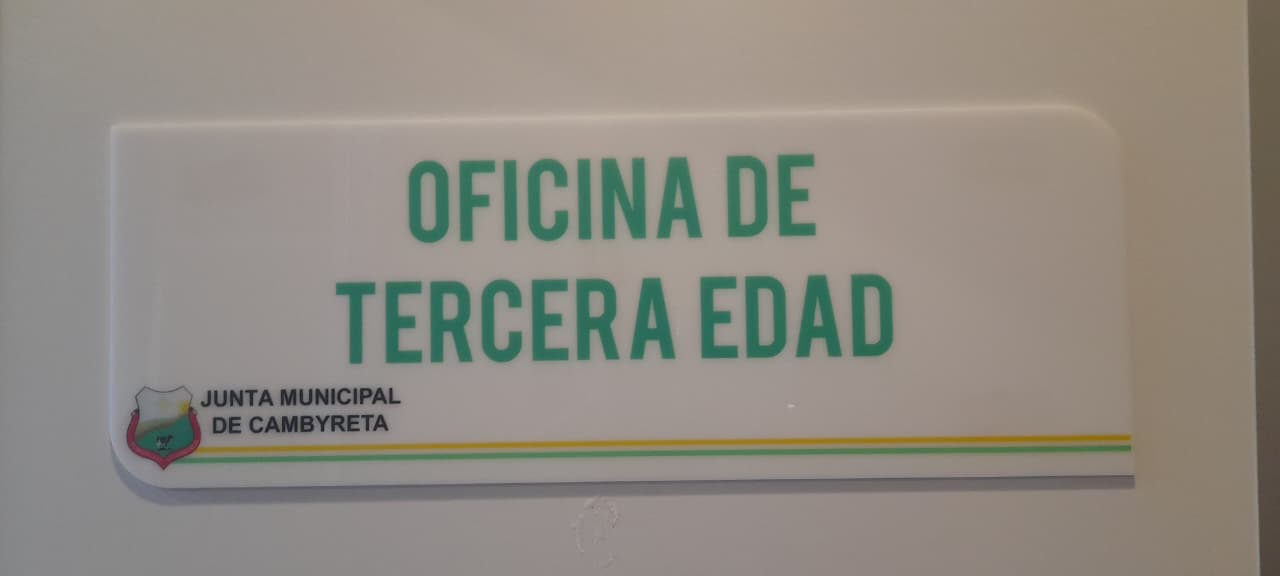 OFICINA DE
TERCERA EDAD
JUNTA MUNICIPAL
DE CAMBYRETA